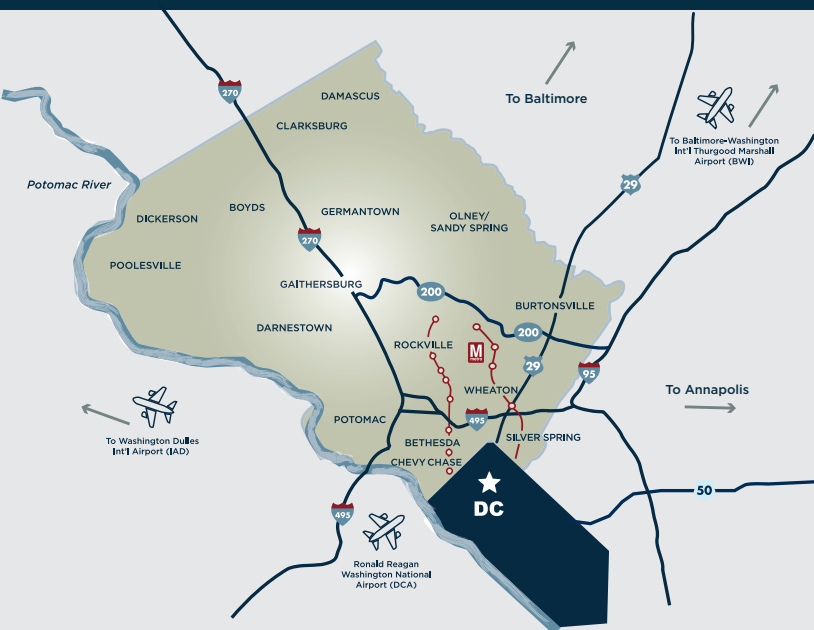 270
DAMASCUS
To Baltimore
CLARKSBURG
To Baltimore-Washington
Int'l Thurgood Marshall
Airport (BWI)
Potomac River
29
BOYDS
GERMANTOWN
DICKERSON
OLNEY/
SANDY SPRING
270
POOLESVILLE
GAITHERSBURG
200
BURTONSVILLE
DARNESTOWN
200
ROCKVILLE
M
metro
29
95
WHEATON
To Annapolis
POTOMAC
495
To Washington Dulles
Int'l Airport (IAD)
BETHESDA
SILVER SPRING
CHEVY CHASE
50
DC
495
Ronald Reagan
Washington National
Airport (DCA)